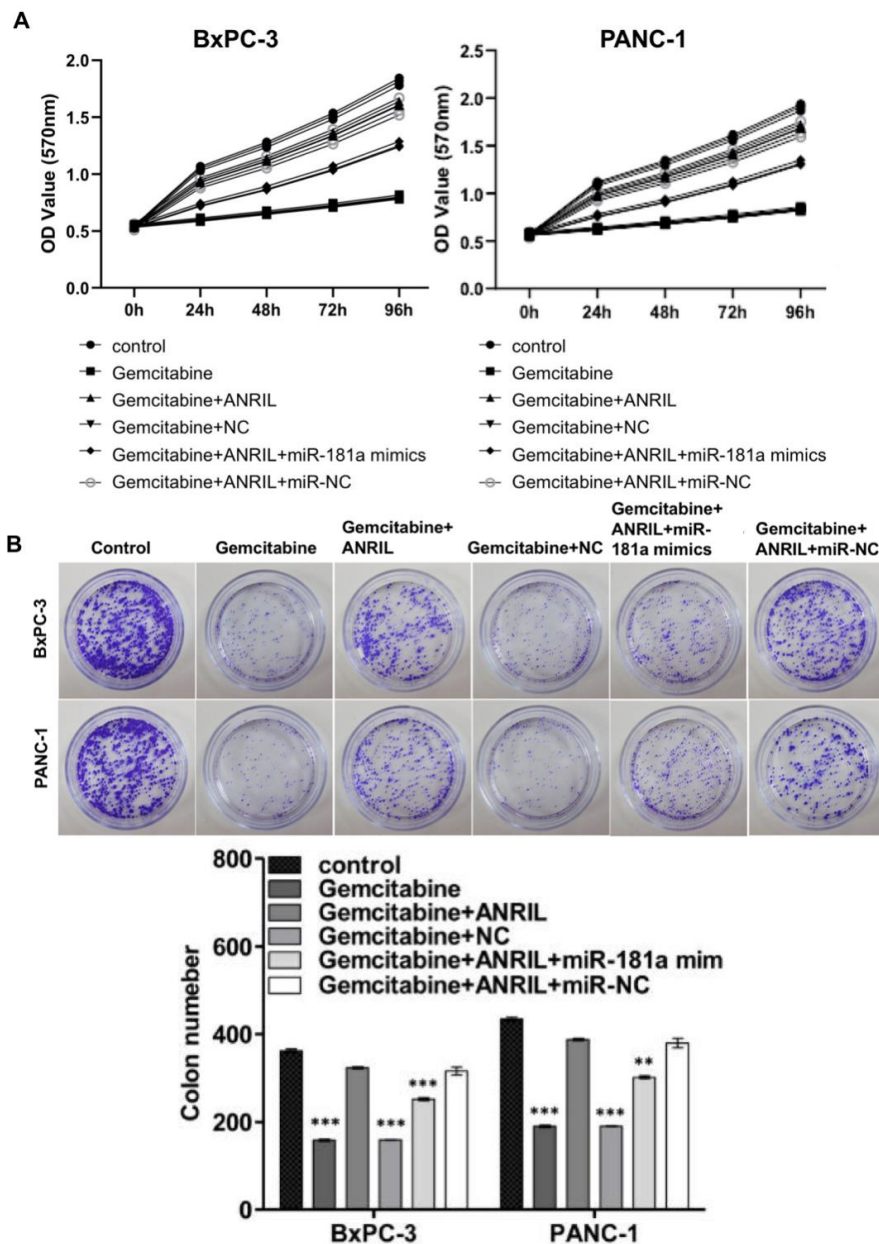 A
BxPC-3
PANC-1
OD Value (570nm)
2.0
1.5
1.0
0.5
0.0
0h 24h 48h 72h 96h
OD Value (570nm)
2.5
2.0
1.5
1.0
0.5
0.0
0h 24h 48h 72h 96h
control
Gemcitabine
Gemcitabine+ANRIL
Gemcitabine+NC
Gemcitabine+ANRIL+miR-181a mimics
Gemcitabine+ANRIL+miR-NC
control
Gemcitabine
Gemcitabine+ANRIL
Gemcitabine+NC
Gemcitabine+ANRIL+miR-181a mimics
Gemcitabine+ANRIL+miR-NC
B
Control
Gemcitabine
Gemcitabine+
ANRIL
Gemcitabine+NC
Gemcitabine+
ANRIL+miR-
181a mimics
Gemcitabine+
ANRIL+miR-NC
BxPC-3
PANC-1
Colon numeber
800
600
400
200
0
control
Gemcitabine
Gemcitabine+ANRIL
Gemcitabine+NC
Gemcitabine+ANRIL+miR-181a mim
Gemcitabine+ANRIL+miR-NC
*** *** ***
*** *** **
BxPC-3
PANC-1